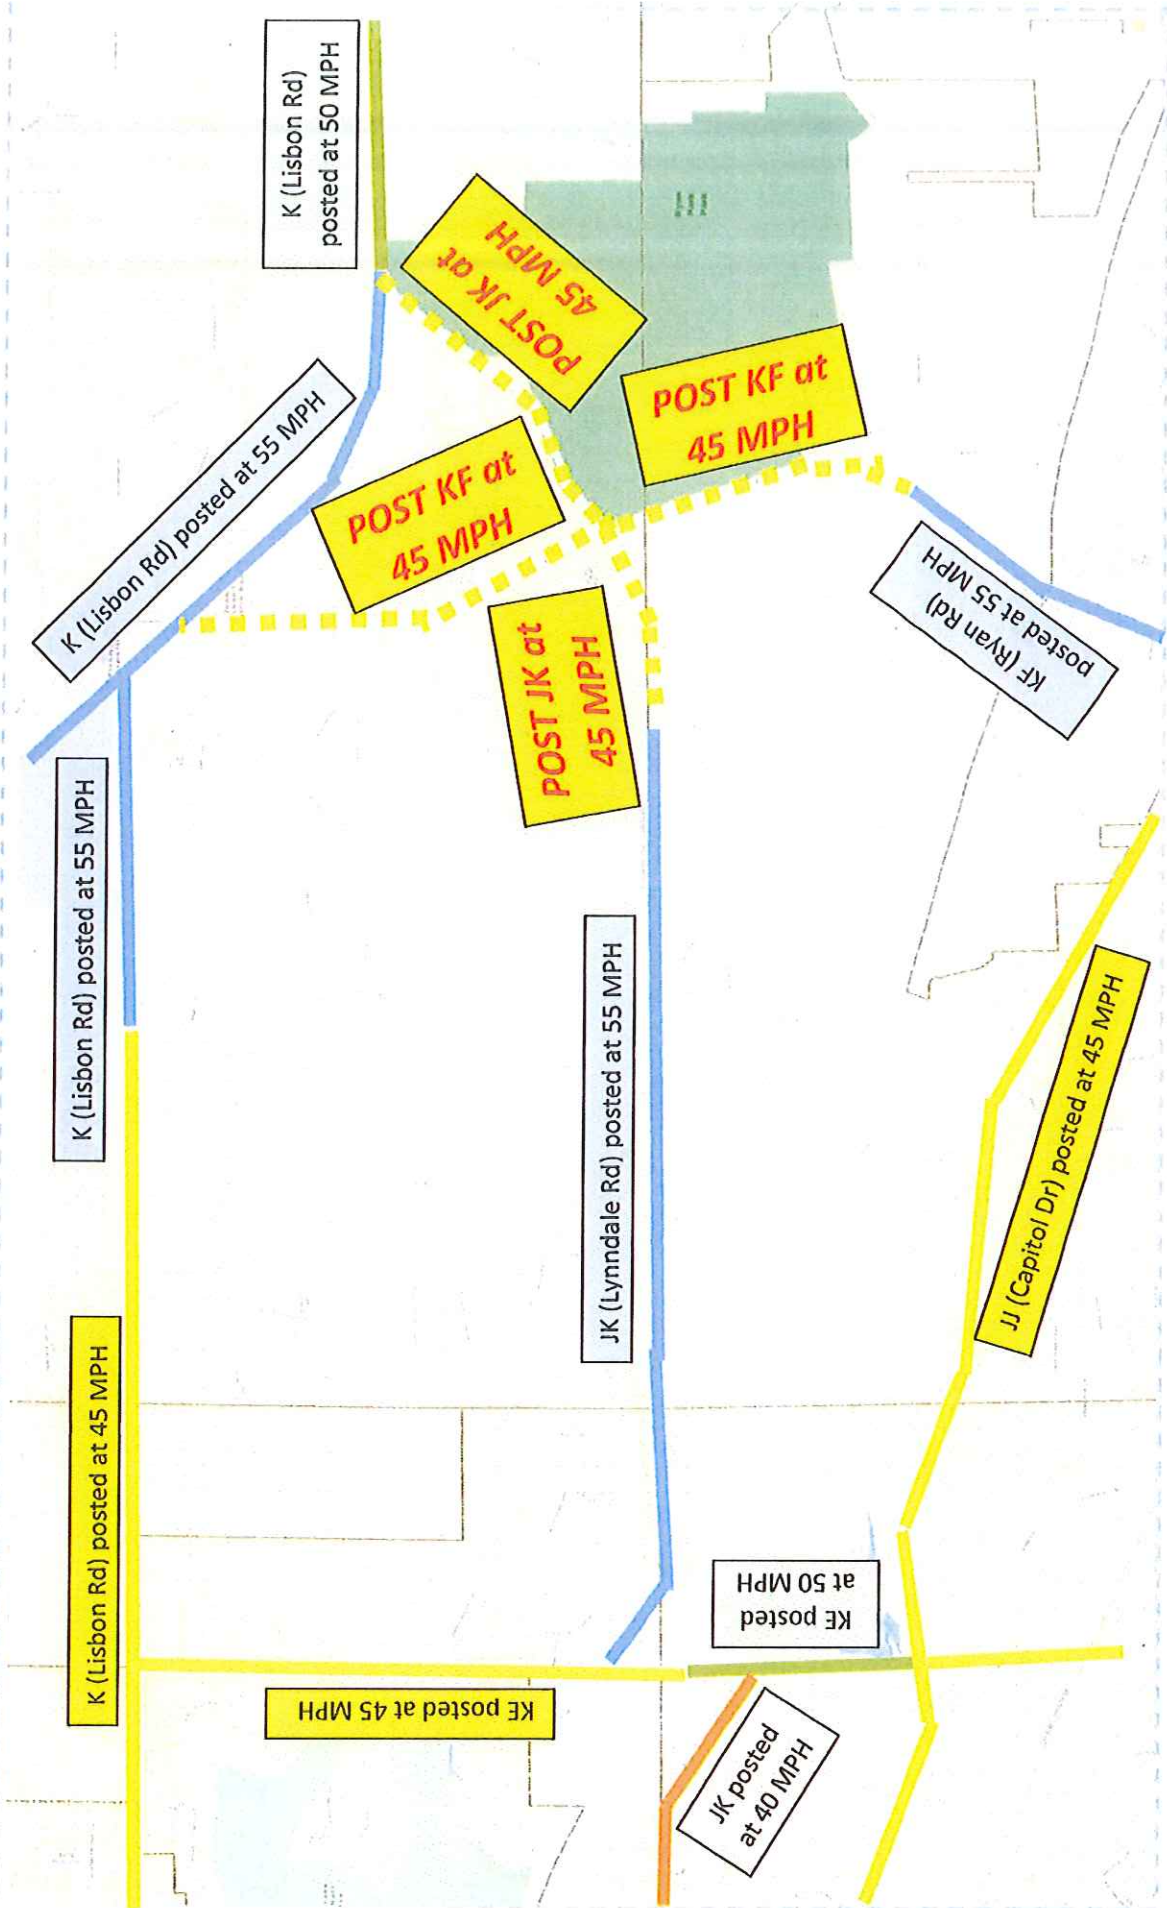 K (Lisbon Rd) posted at 45 MPH
K (Lisbon Rd) posted at 55 MPH
K (Lisbon Rd) posted at 55 MPH
K (Lisbon Rd)
posted at 50 MPH
KE posted at 45 MPH
POST KF at
45 MPH
POST JK at
45 MPH
POST JK at
45 MPH
POST KF at
45 MPH
JK (Lynndale Rd) posted at 55 MPH
KE posted
at 50 MPH
JK posted
at 40 MPH
KF (Ryan Rd)
posted at 55 MPH
JJ (Capitol Dr) posted at 45 MPH